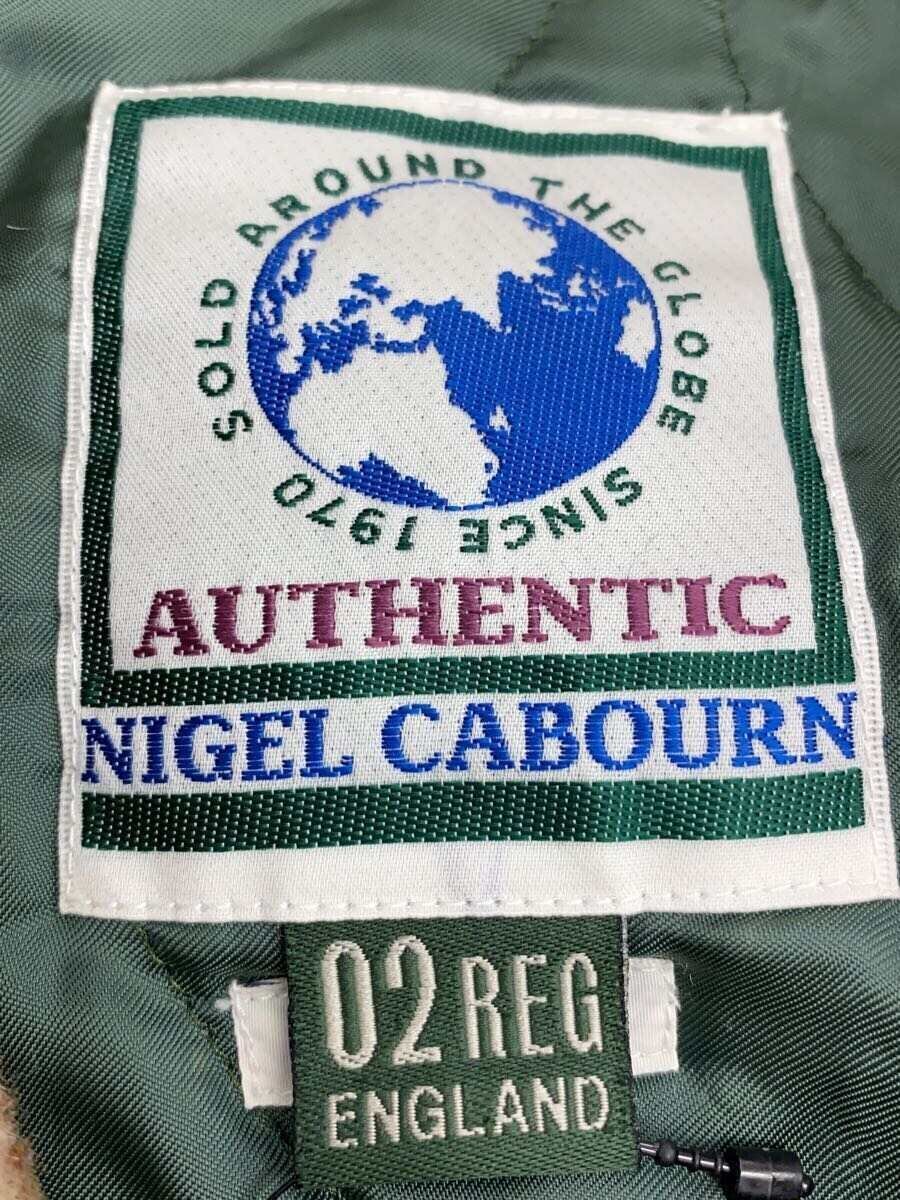 SOLD AROUND THE GLOBE SINCE 1970
AUTHENTIC
NIGEL CABOURN
02 REG
ENGLAND